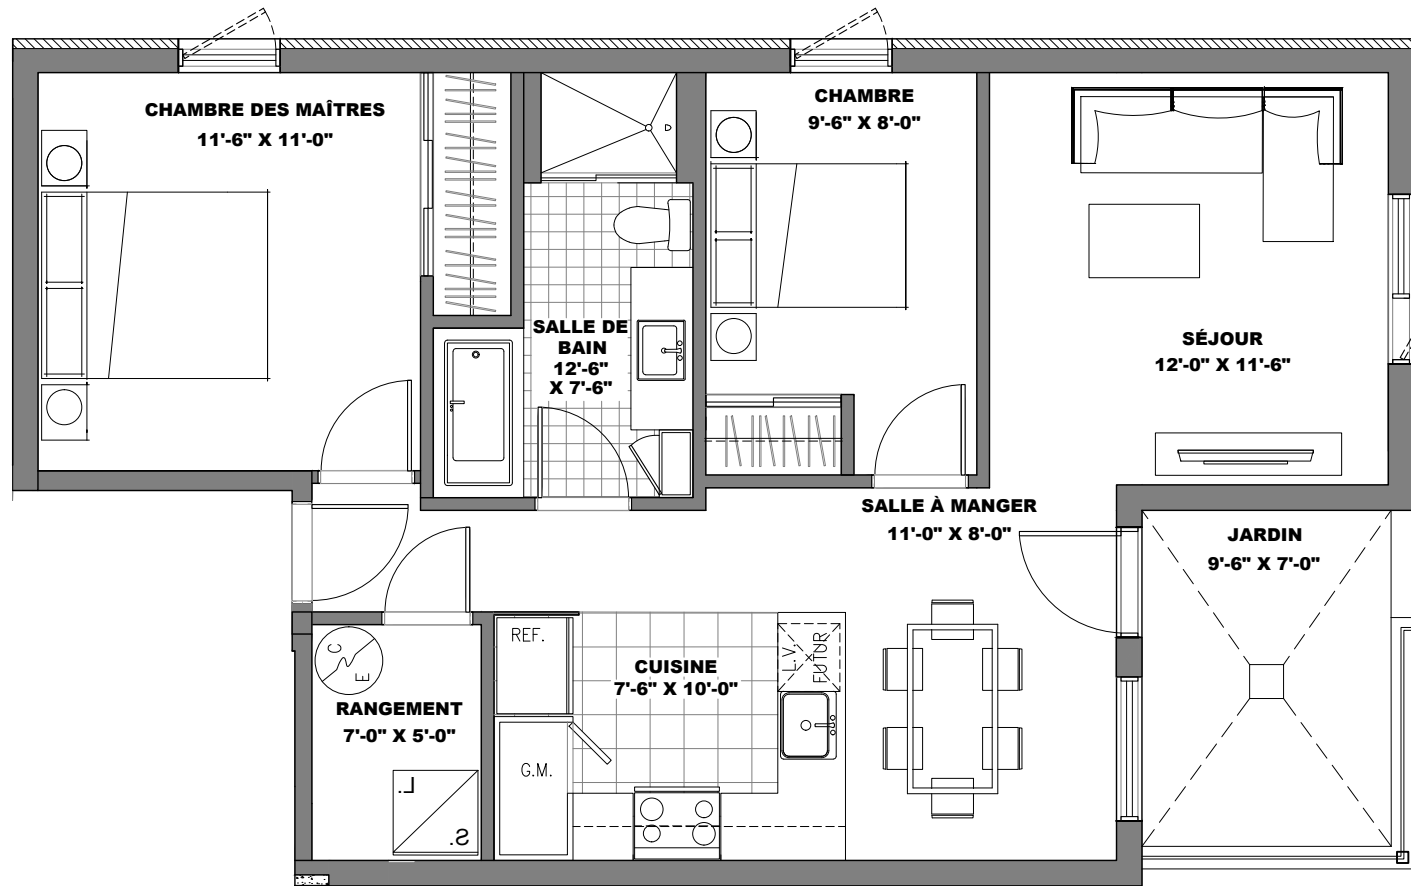 CHAMBRE DES MAÎTRES
11'-6" X 11'-0"
CHAMBRE
9'-6" X 8'-0"
SALLE DE
BAIN
12'-6"
X 7'-6"
SÉJOUR
12'-0" X 11'-6"
SALLE À MANGER
11'-0" X 8'-0"
JARDIN
9'-6" X 7'-0"
REF.
L.V.
FUTUR
CUISINE
7'-6" X 10'-0"
C
E
RANGEMENT
7'-0" X 5'-0"
G.M.
L.
S.